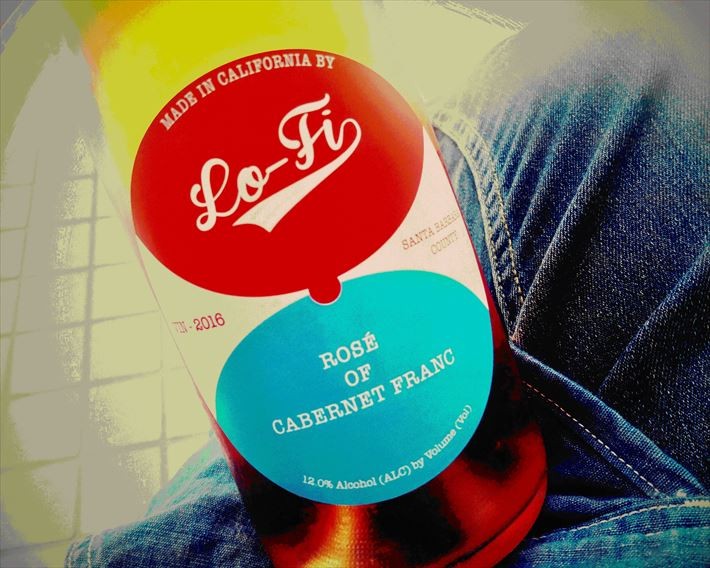 MADE IN CALIFORNIA BY
Lo-Fi
SANTA BARBARA
COUNTY
VIN - 2016
ROSÉ
OF
CABERNET FRANC
12.0% Alcohol (ALC) by Volume (Vol)